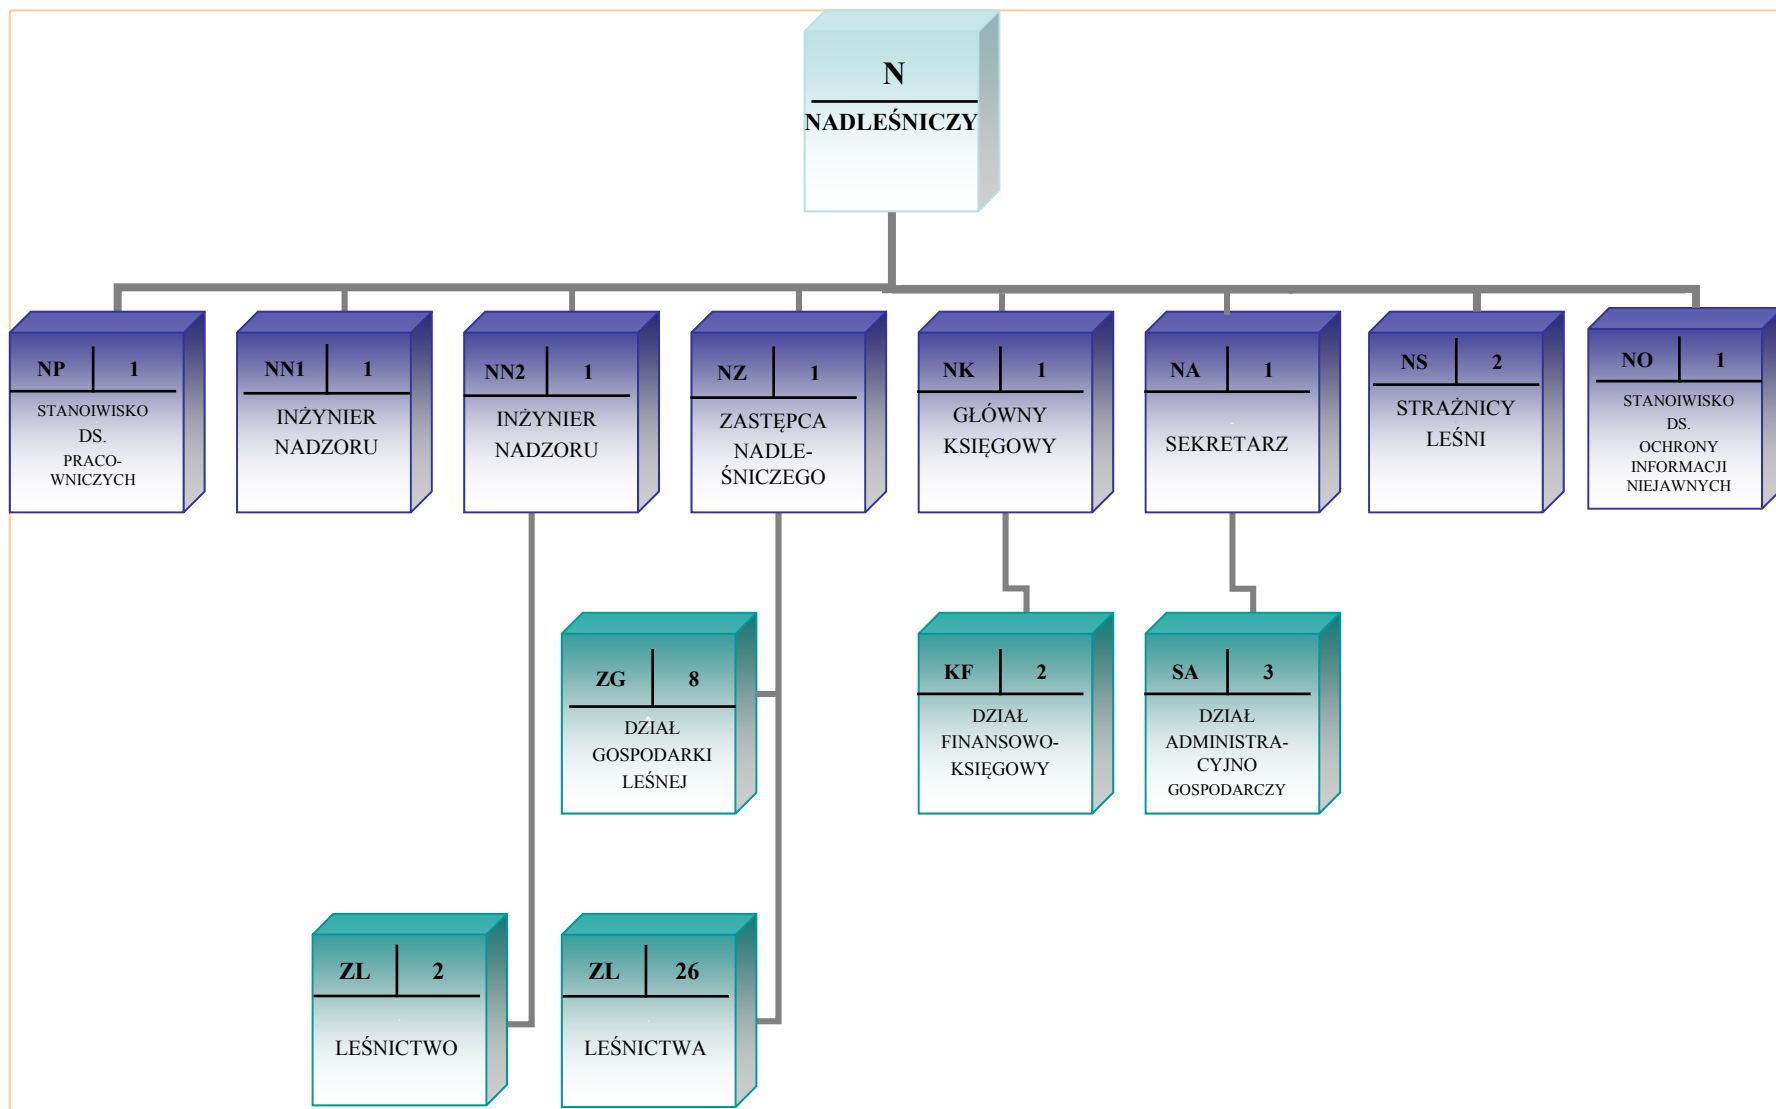 N
NADLEŚNICZY
NP 1
STANOIWISKO
DS.
PRACO-
WNICZYCH
NN1 1
INŻYNIER
NADZORU
NN2 1
INŻYNIER
NADZORU
NZ 1
ZASTĘPCA
NADLE-
ŚNICZEGO
NK 1
GŁÓWNY
KSIĘGOWY
NA 1
SEKRETARZ
NS 2
STRAŻNICY
LEŚNI
NO 1
STANOIWISKO
DS.
OCHRONY
INFORMACJI
NIEJAWNYCH
ZG 8
DZIAŁ
GOSPODARKI
LEŚNEJ
KF 2
DZIAŁ
FINANSOWO-
KSIĘGOWY
SA 3
DZIAŁ
ADMINISTRA-
CYJNO
GOSPODARCZY
ZL 2
LEŚNICTWO
ZL 26
LEŚNICTWA